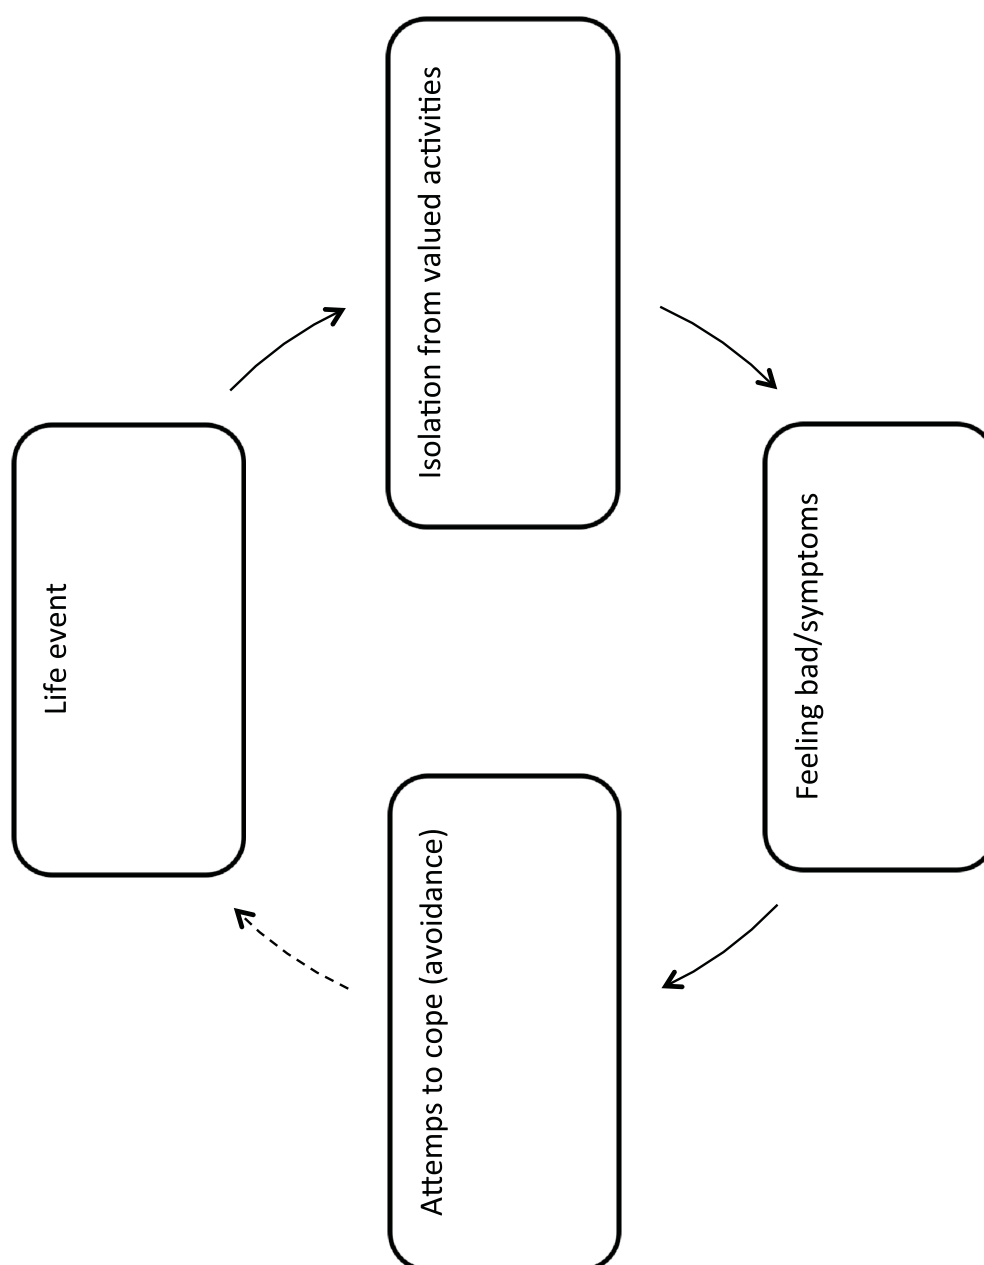 Life event
Isolation from valued activities
Feeling bad/symptoms
Attemps to cope (avoidance)